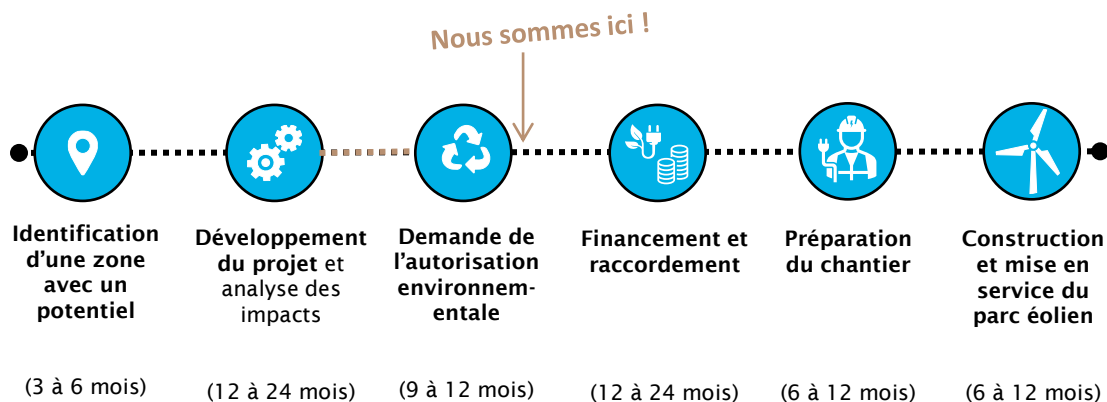 Nous sommes ici !
Identification
d’une zone
avec un
potentiel
(3 à 6 mois)
Développement
du projet et
analyse des
impacts
(12 à 24 mois)
Demande de
l’autorisation
environnem-
entale
(9 à 12 mois)
Financement et
raccordement
(12 à 24 mois)
Préparation
du chantier
(6 à 12 mois)
Construction
et mise en
service du
parc éolien
(6 à 12 mois)